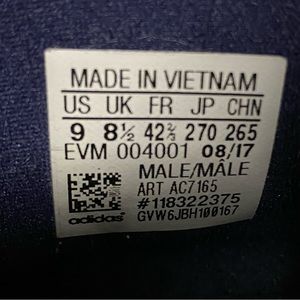 MADE IN VIETNAM
US UK FR JP CHN
9 8½ 42⅔ 270 265
EVM 004001 08/17
MALE/MÂLE
ART AC7165
#118322375
adidas GVW6JBH100167